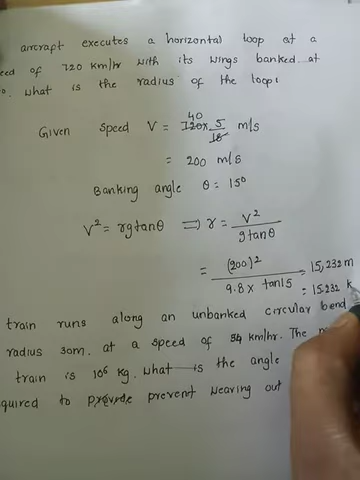 aircrapt executes a horizontal loop at a
eed of 720 km/hr with its wings banked at
0. What is the radius of the loop?
Given speed V = 40 720 × 5/18 m/s
= 200 m/s
Banking angle θ = 15°
V² = rg tanθ ⟹ r = V² / g tanθ
= (200)² / 9.8 × tan15 = 15,232 m
= 15.232 k
train runs along an unbanked circular bend
radius 30m. at a speed of 54 km/hr. The
train is 10⁶ kg. What is the angle
quired to prevent wearing out